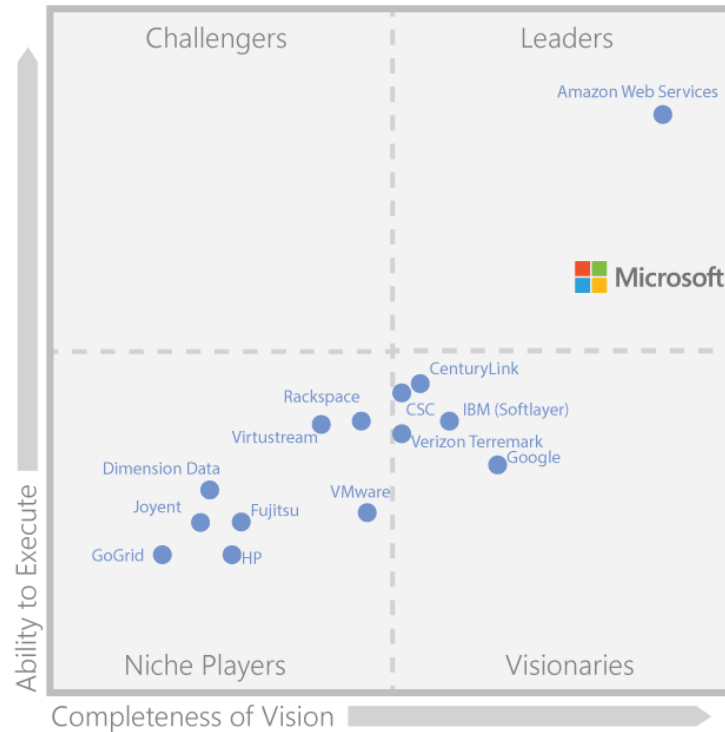 Challengers
Leaders
Amazon Web Services
Microsoft
CenturyLink
Rackspace
CSC
IBM (Softlayer)
Virtustream
Verizon Terremark
Google
Dimension Data
VMware
Joyent
Fujitsu
GoGrid
HP
Niche Players
Visionaries
Ability to Execute
Completeness of Vision